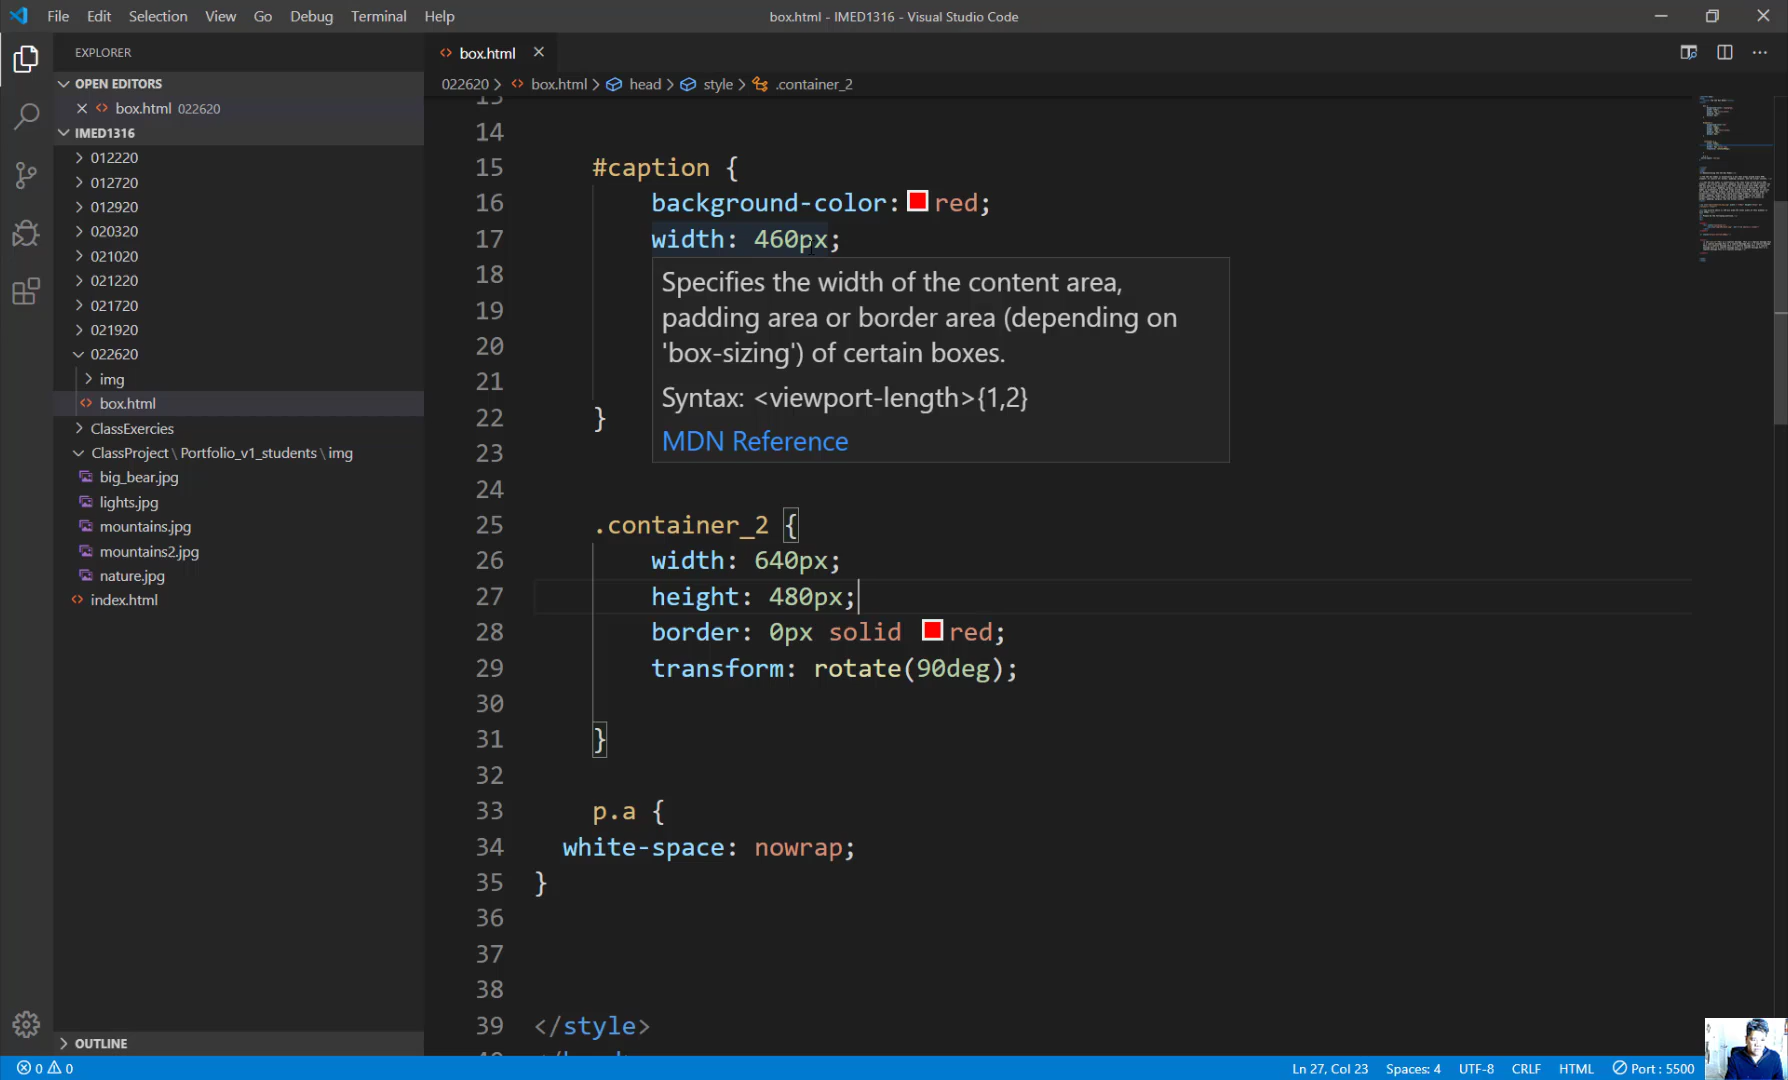 File Edit Selection View Go Debug Terminal Help
box.html - IMED1316 - Visual Studio Code
EXPLORER
OPEN EDITORS
box.html 022620
IMED1316
012220
012720
012920
020320
021020
021220
021720
021920
022620
img
box.html
ClassExercies
ClassProject \ Portfolio_v1_students \ img
big_bear.jpg
lights.jpg
mountains.jpg
mountains2.jpg
nature.jpg
index.html
OUTLINE
box.html
022620 > box.html > head > style > .container_2
14
15 #caption {
16 background-color: red;
17 width: 460px;
18
19
20
21
22 }
23
24
Specifies the width of the content area,
padding area or border area (depending on
'box-sizing') of certain boxes.
Syntax: <viewport-length>{1,2}
MDN Reference
25 .container_2 {
26 width: 640px;
27 height: 480px;
28 border: 0px solid red;
29 transform: rotate(90deg);
30
31 }
32
33 p.a {
34 white-space: nowrap;
35 }
36
37
38
39 </style>
0 0
Ln 27, Col 23 Spaces: 4 UTF-8 CRLF HTML Port : 5500